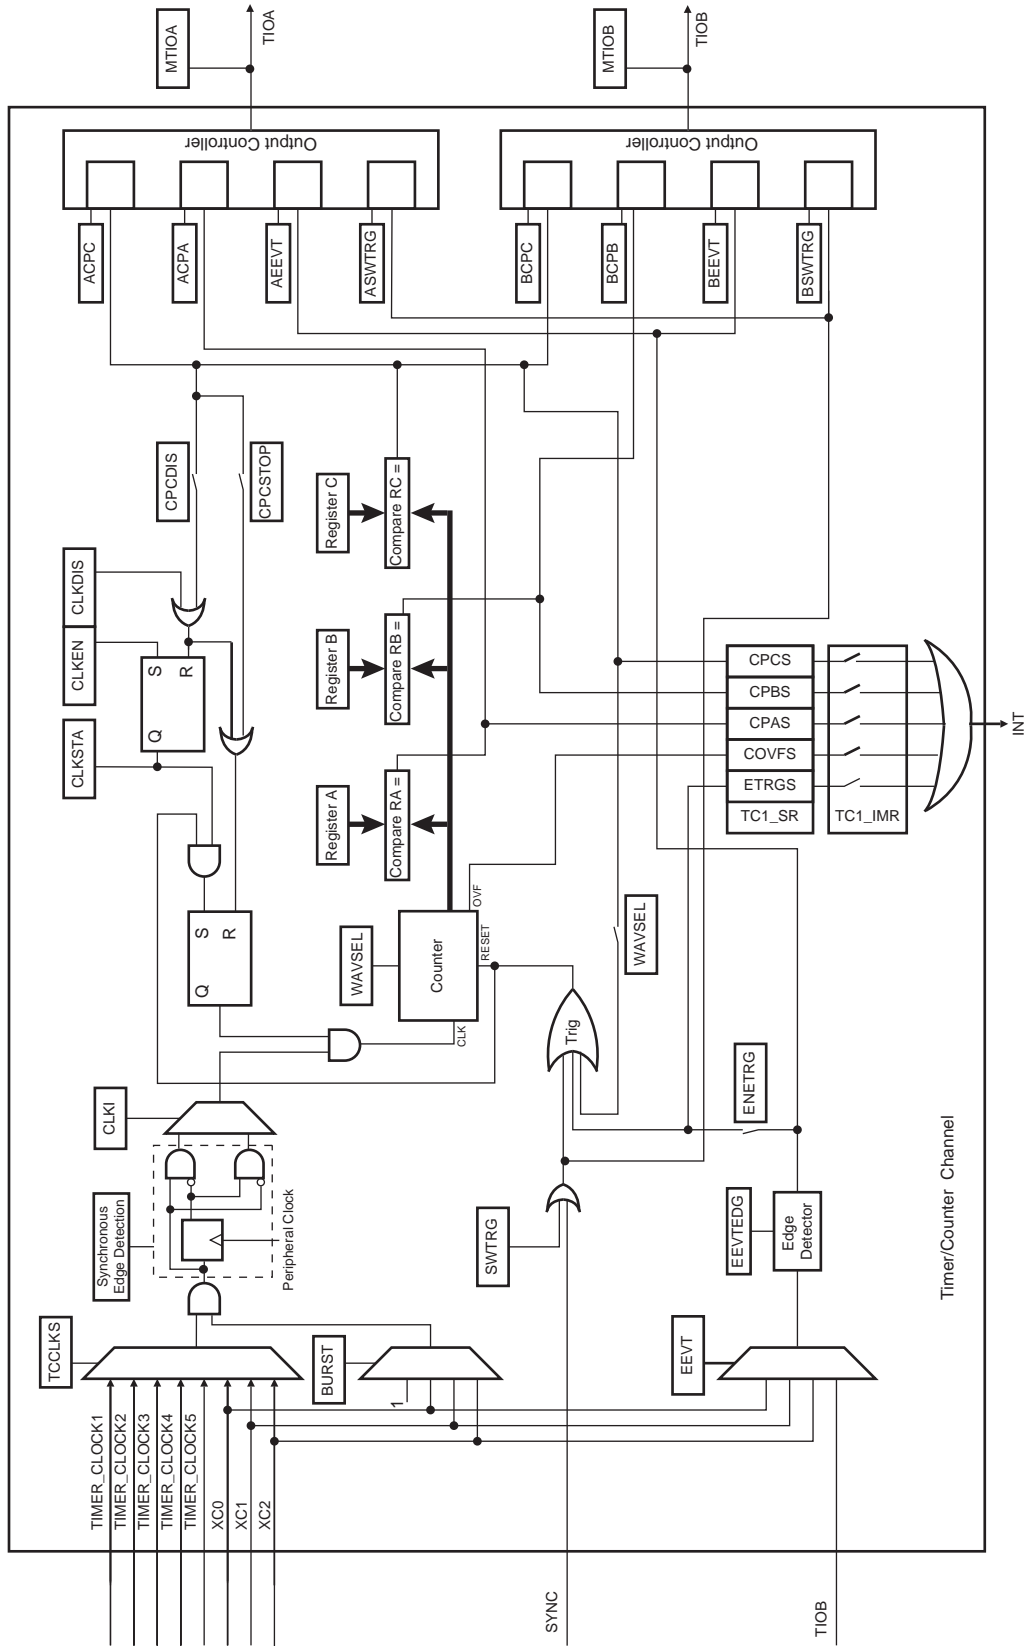 TIMER_CLOCK1
TIMER_CLOCK2
TIMER_CLOCK3
TIMER_CLOCK4
TIMER_CLOCK5
XC0
XC1
XC2
TCCLKS
Synchronous
Edge Detection
CLKI
Peripheral Clock
BURST
1
CLKSTA
CLKEN
CLKDIS
Q
S
R
Q
S
R
CPCDIS
CPCSTOP
Register A
Register B
Register C
Compare RA =
Compare RB =
Compare RC =
WAVSEL
Counter
CLK
RESET
OVF
SYNC
SWTRG
Trig
WAVSEL
TIOB
EEVT
EEVTEDG
Edge
Detector
ENETRG
CPCS
CPBS
CPAS
COVFS
ETRGS
TC1_SR
TC1_IMR
INT
ACPC
ACPA
AEEVT
ASWTRG
Output Controller
MTIOA
TIOA
BCPC
BCPB
BEEVT
BSWTRG
Output Controller
MTIOB
TIOB
Timer/Counter Channel